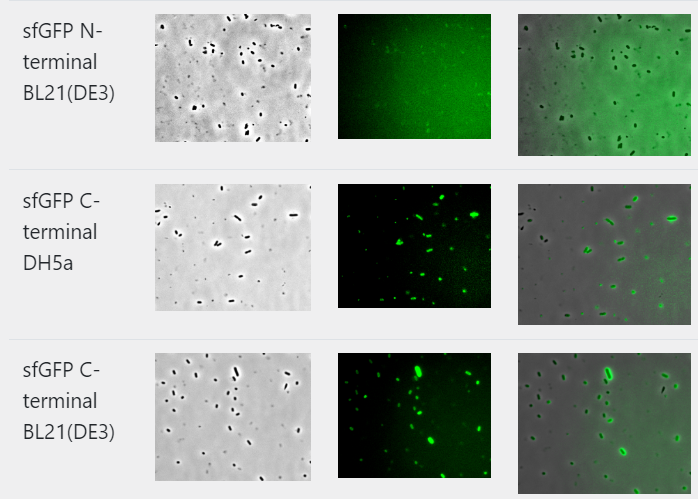 sfGFP N-
terminal
BL21(DE3)
sfGFP C-
terminal
DH5a
sfGFP C-
terminal
BL21(DE3)